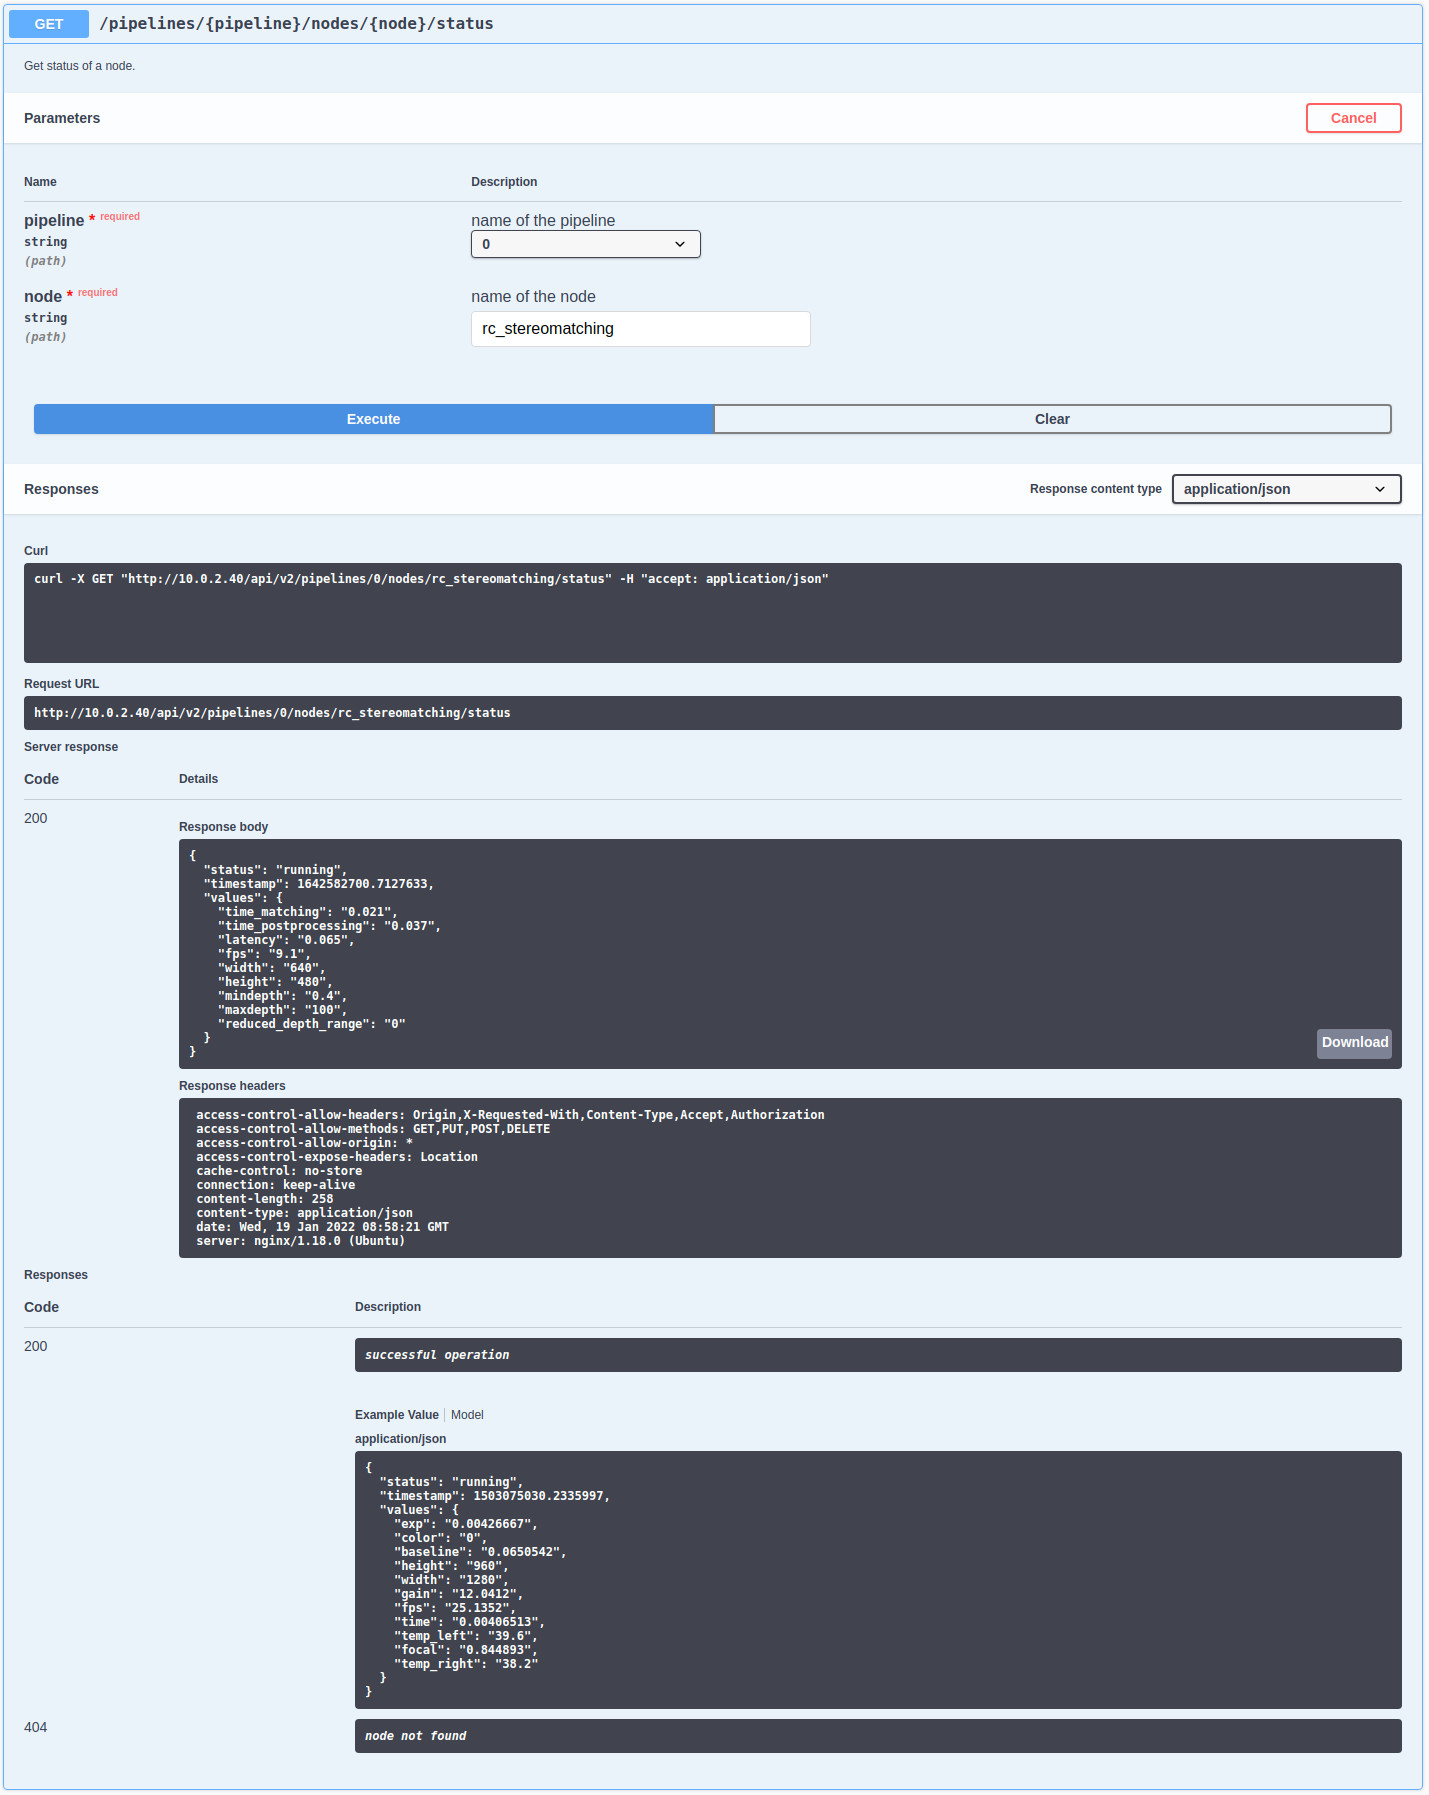 GET /pipelines/{pipeline}/nodes/{node}/status
Get status of a node.
Parameters Cancel
Name Description
pipeline * required name of the pipeline
string 0
(path)
node * required name of the node
string rc_stereomatching
(path)
Execute Clear
Responses Response content type application/json
Curl
curl -X GET "http://10.0.2.40/api/v2/pipelines/0/nodes/rc_stereomatching/status" -H "accept: application/json"
Request URL
http://10.0.2.40/api/v2/pipelines/0/nodes/rc_stereomatching/status
Server response
Code Details
200
Response body
{
  "status": "running",
  "timestamp": 1642582700.7127633,
  "values": {
    "time_matching": "0.021",
    "time_postprocessing": "0.037",
    "latency": "0.065",
    "fps": "9.1",
    "width": "640",
    "height": "480",
    "mindepth": "0.4",
    "maxdepth": "100",
    "reduced_depth_range": "0"
  }
}
Download
Response headers
access-control-allow-headers: Origin,X-Requested-With,Content-Type,Accept,Authorization
access-control-allow-methods: GET,PUT,POST,DELETE
access-control-allow-origin: *
access-control-expose-headers: Location
cache-control: no-store
connection: keep-alive
content-length: 258
content-type: application/json
date: Wed, 19 Jan 2022 08:58:21 GMT
server: nginx/1.18.0 (Ubuntu)
Responses
Code Description
200 successful operation
Example Value Model
application/json
{
  "status": "running",
  "timestamp": 1503075030.2335997,
  "values": {
    "exp": "0.00426667",
    "color": "0",
    "baseline": "0.0650542",
    "height": "960",
    "width": "1280",
    "gain": "12.0412",
    "fps": "25.1352",
    "time": "0.00406513",
    "temp_left": "39.6",
    "focal": "0.844893",
    "temp_right": "38.2"
  }
}
404 node not found